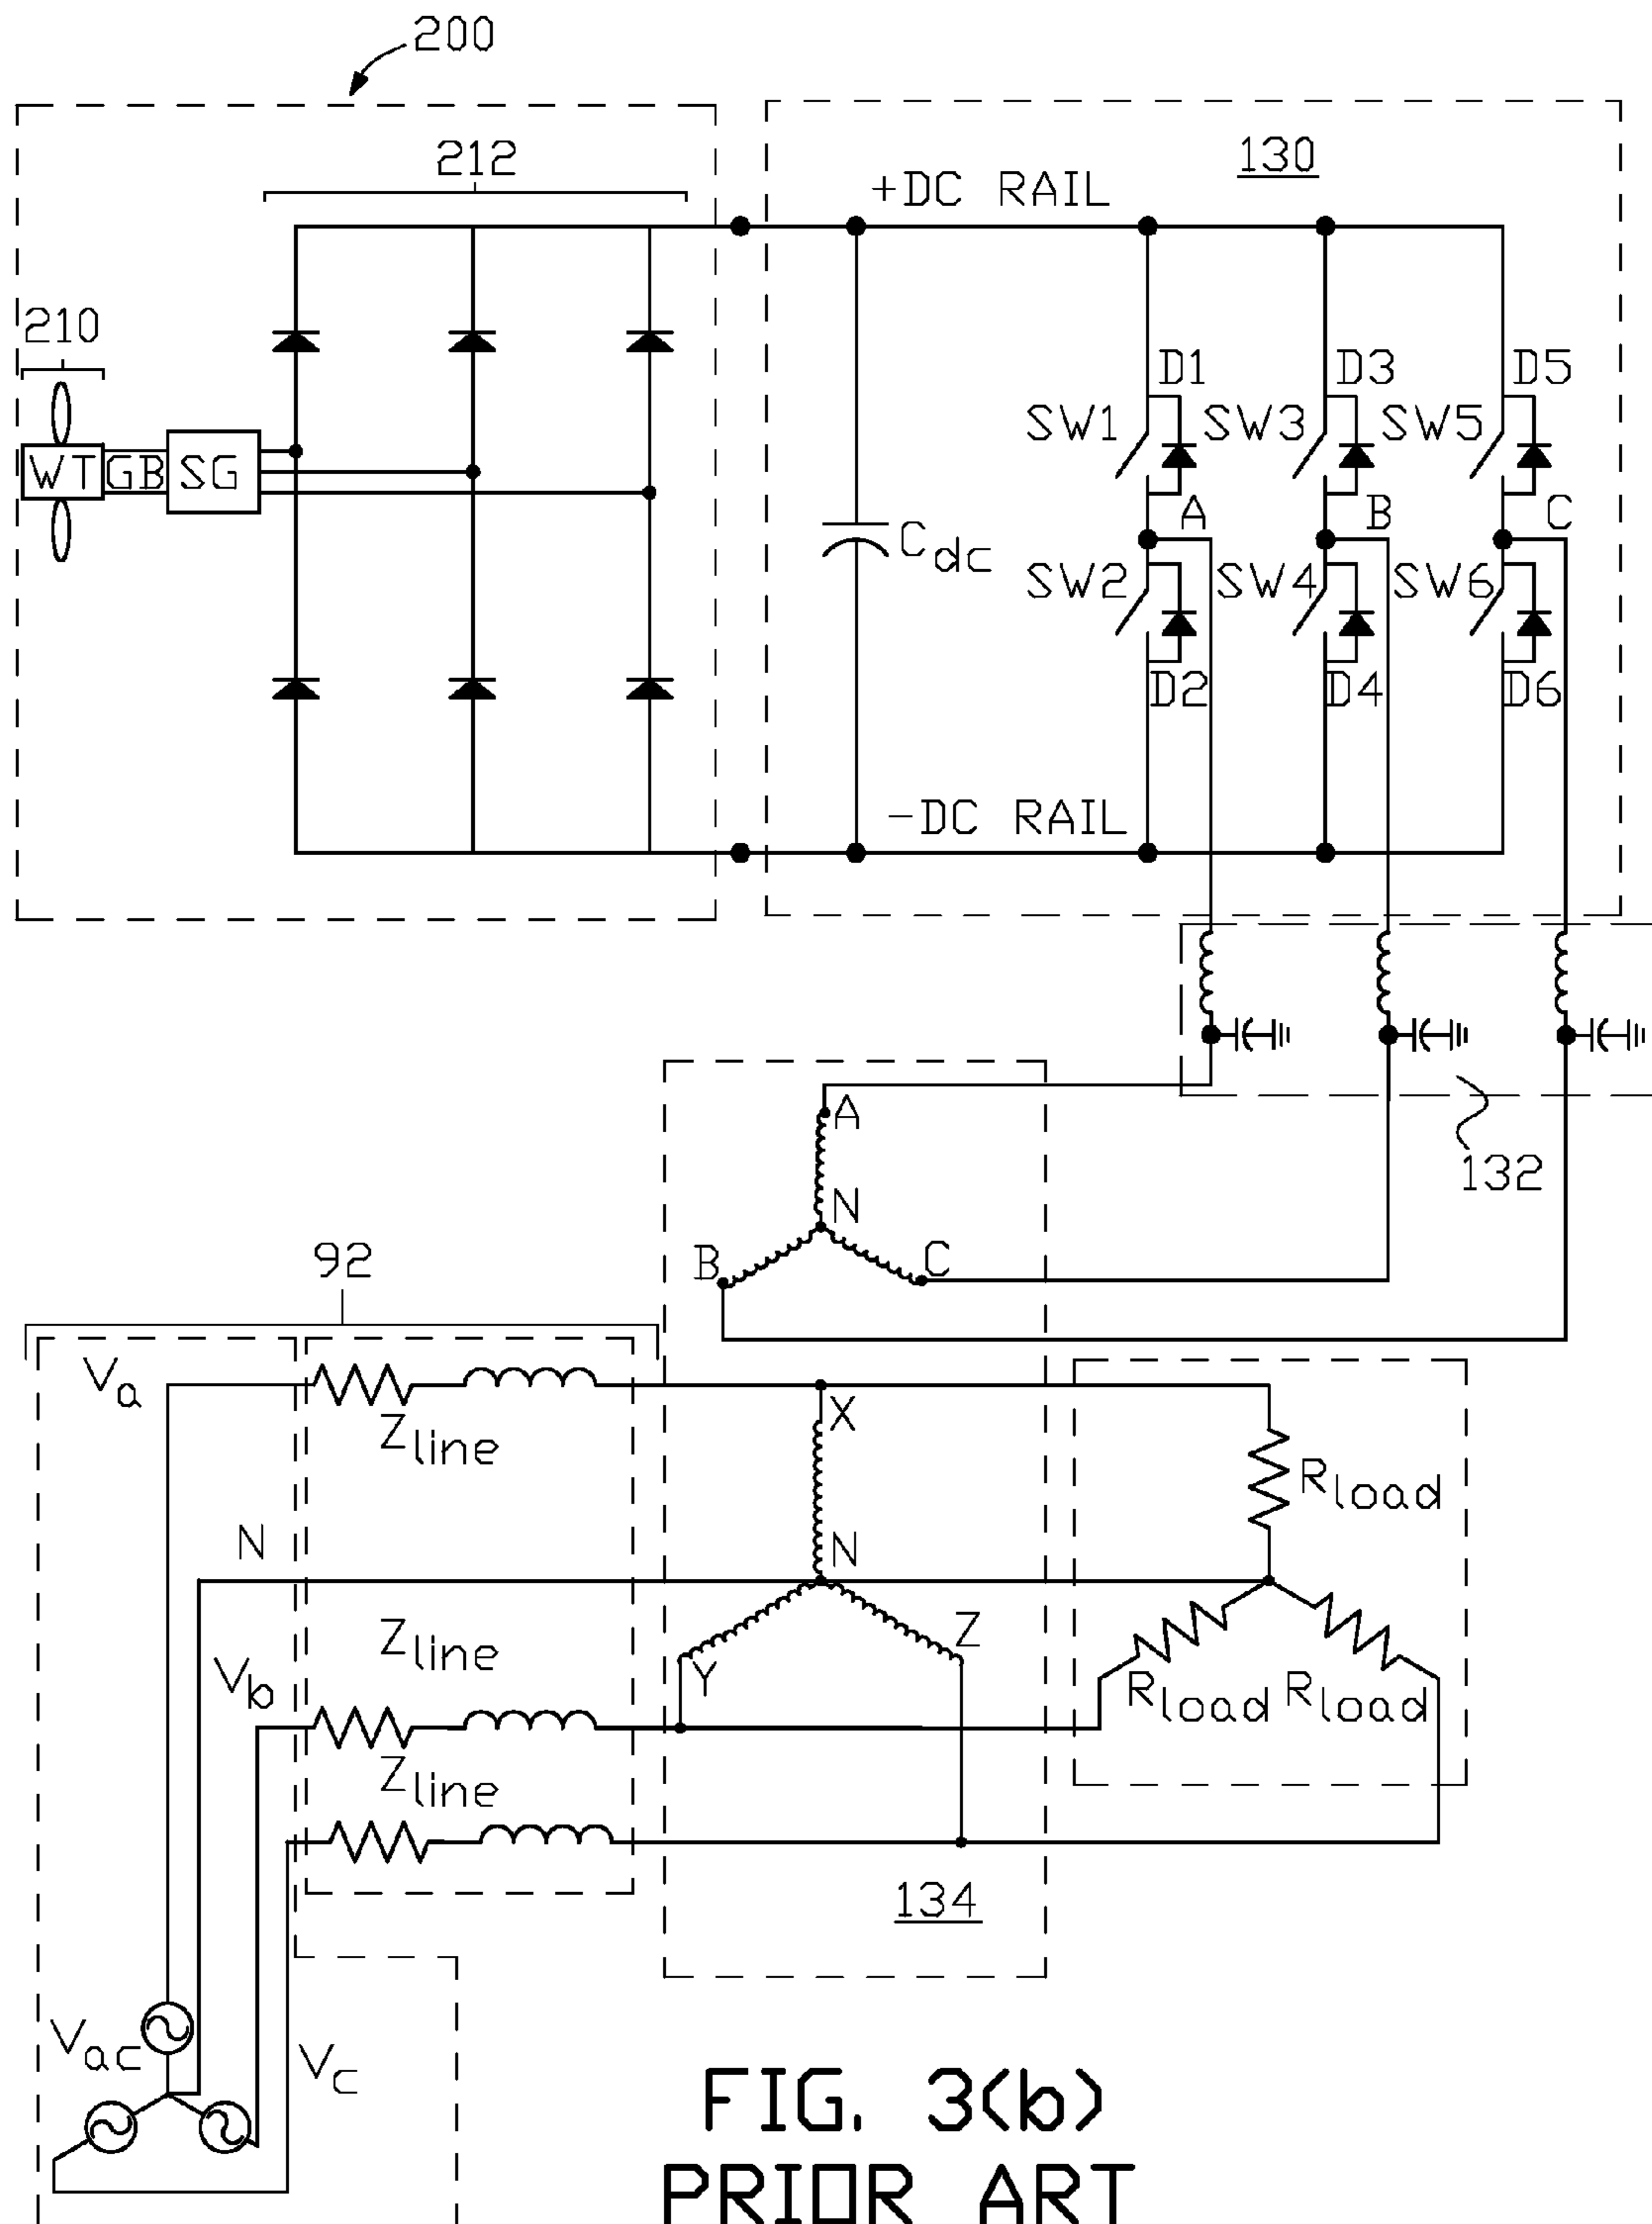 200
212
130
+DC RAIL
210
D1
D3
D5
SW1
SW3
SW5
WT
GB
SG
A
B
C
Cdc
SW2
SW4
SW6
D2
D4
D6
-DC RAIL
A
132
N
B
C
92
Va
X
Zline
Rload
N
N
Zline
Z
Vb
Y
Rload
Rload
Zline
134
Vac
Vc
FIG. 3(b)
PRIOR ART